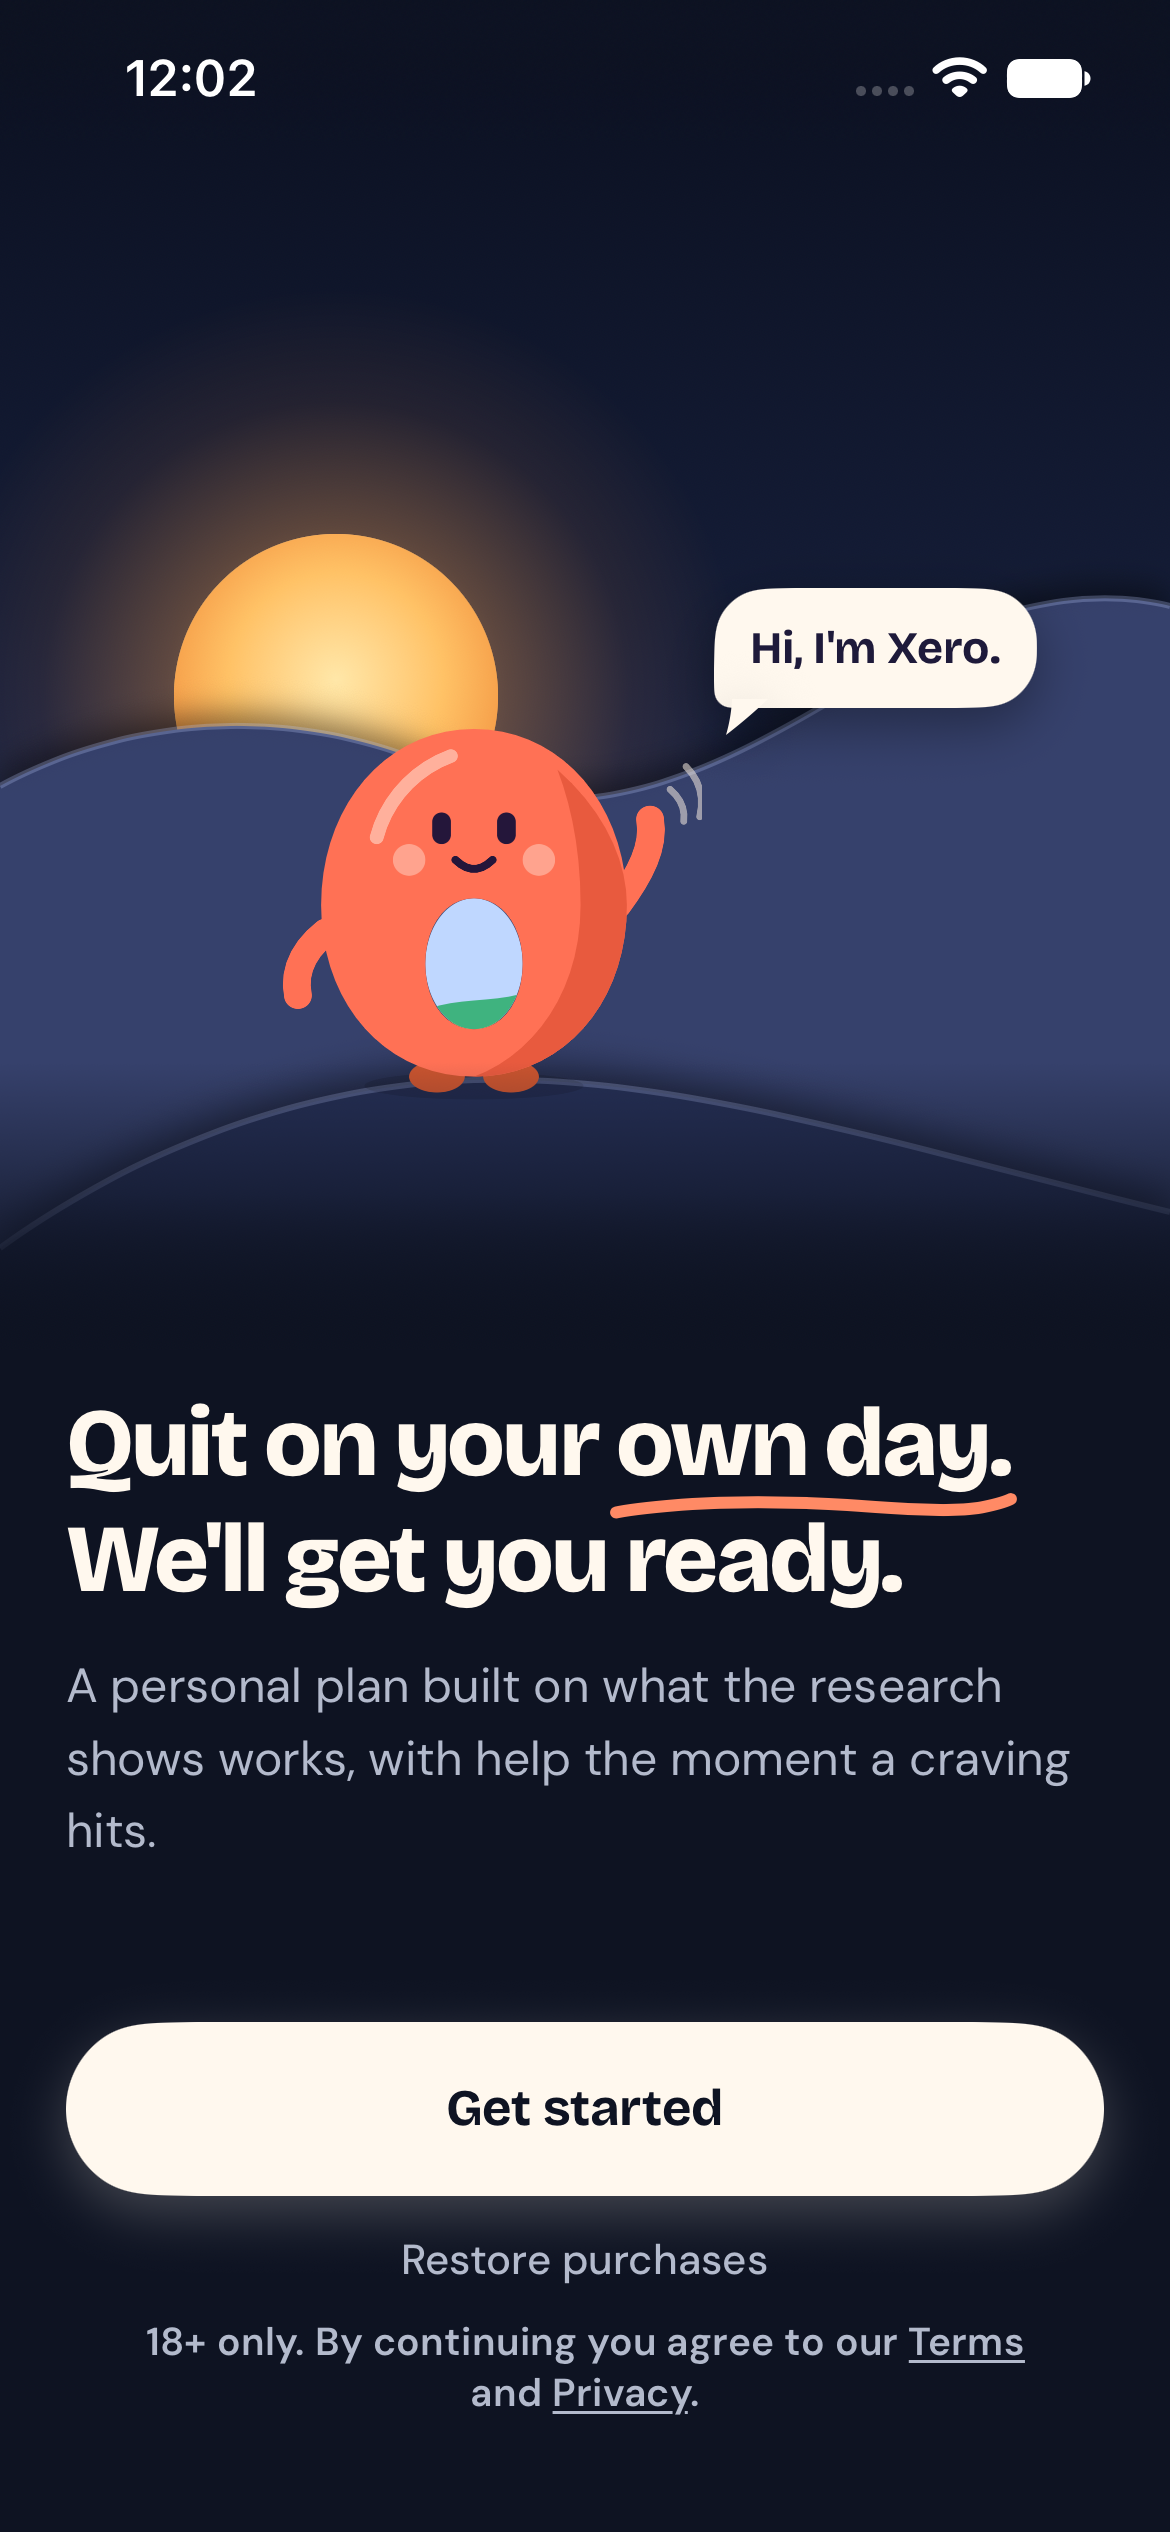 12:02
Hi, I'm Xero.
Quit on your own day.
We'll get you ready.
A personal plan built on what the research
shows works, with help the moment a craving
hits.
Get started
Restore purchases
18+ only. By continuing you agree to our Terms
and Privacy.